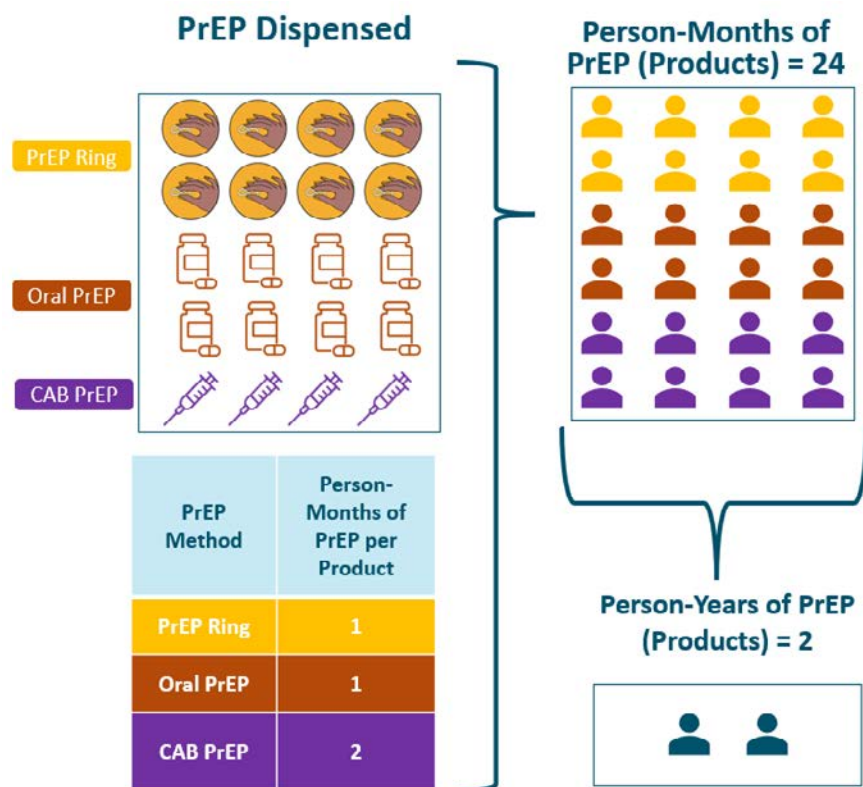 PrEP Dispensed
PrEP Ring
Oral PrEP
CAB PrEP
PrEP
Method
Person-
Months of
PrEP per
Product
PrEP Ring
1
Oral PrEP
1
CAB PrEP
2
Person-Months of
PrEP (Products) = 24
Person-Years of PrEP
(Products) = 2